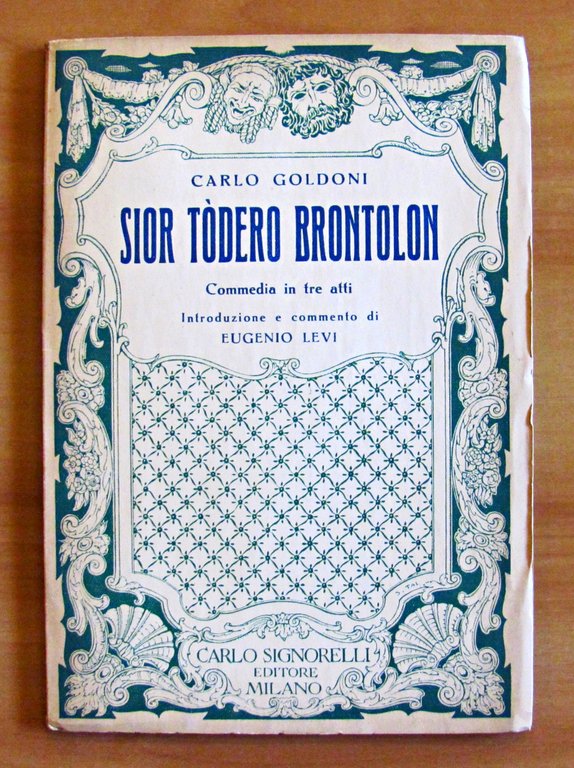 CARLO GOLDONI
SIOR TÒDERO BRONTOLON
Commedia in tre atti
Introduzione e commento di
EUGENIO LEVI
CARLO SIGNORELLI
EDITORE
MILANO